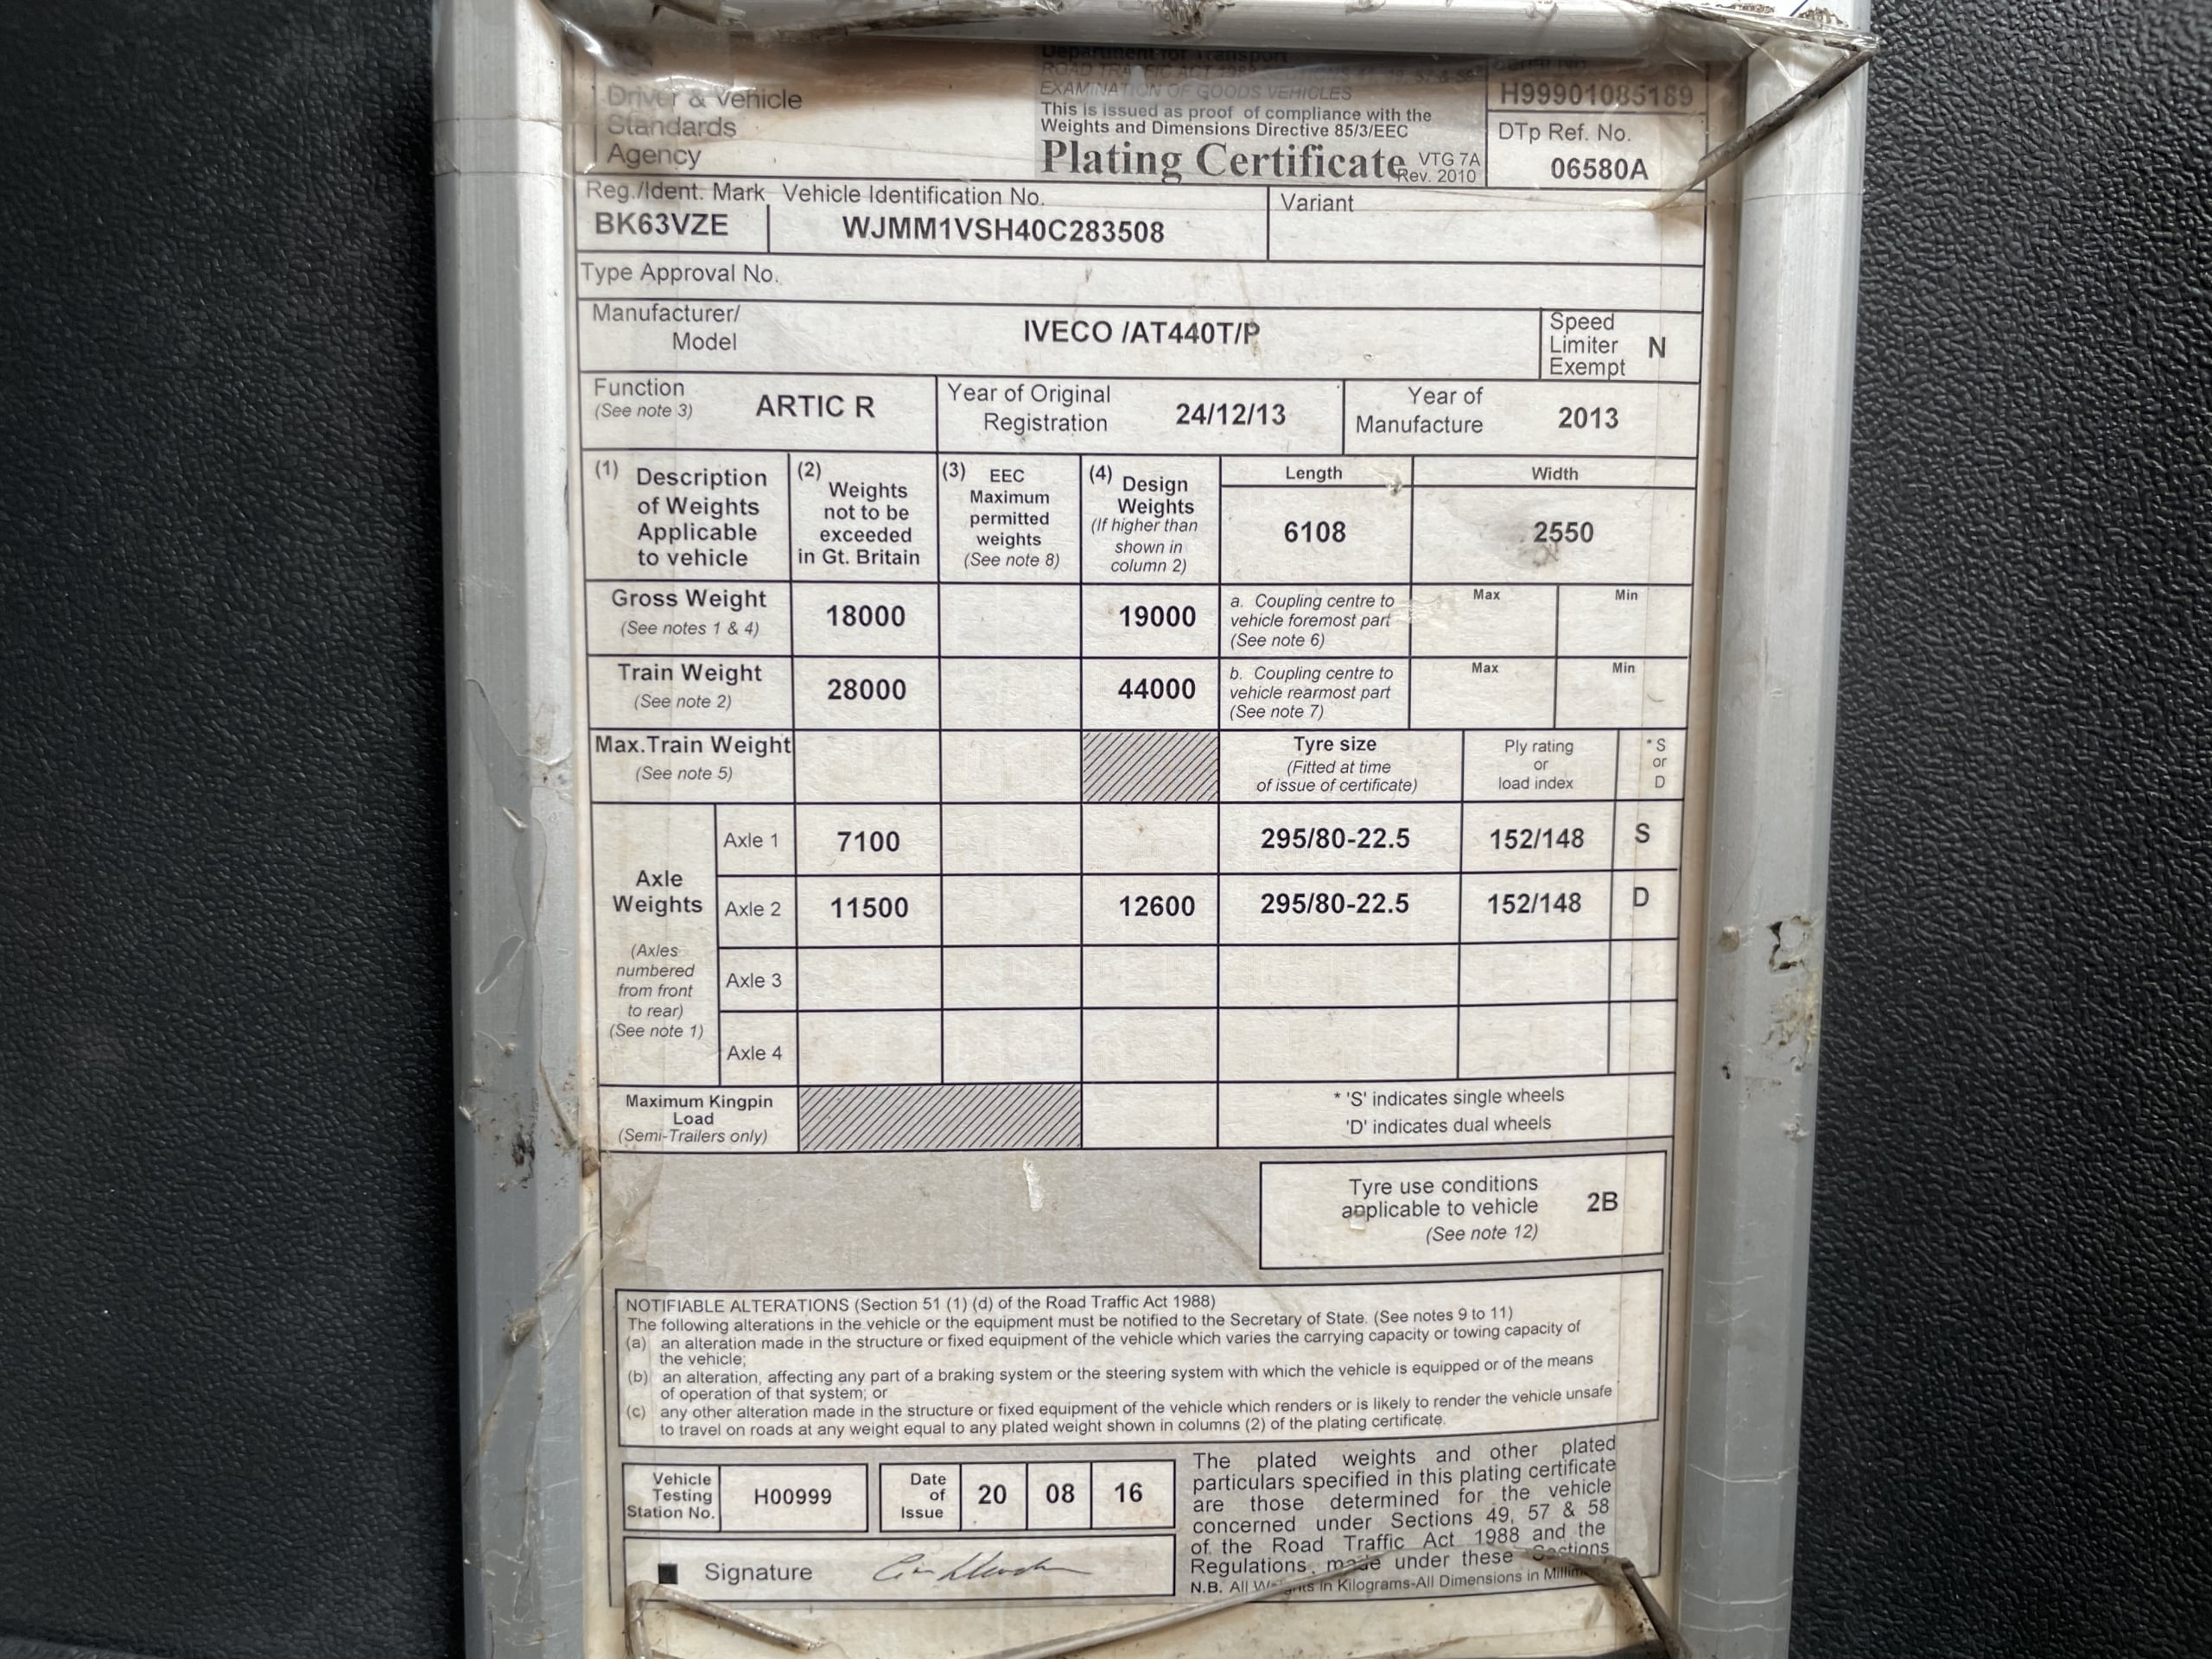 Department for Transport
EXAMINATION OF GOODS VEHICLES
This is issued as proof of compliance with the
Weights and Dimensions Directive 85/3/EEC
Plating Certificate VTG 7A
Rev. 2010
Driver & Vehicle
Standards
Agency
H99901085189
DTp Ref. No.
06580A
Reg./Ident. Mark Vehicle Identification No. Variant
BK63VZE WJMM1VSH40C283508
Type Approval No.
Manufacturer/
Model
IVECO /AT440T/P
Speed
Limiter
Exempt
N
Function
(See note 3)
ARTIC R
Year of Original
Registration
24/12/13
Year of
Manufacture
2013
(1) Description
of Weights
Applicable
to vehicle
(2) Weights
not to be
exceeded
in Gt. Britain
(3) EEC
Maximum
permitted
weights
(See note 8)
(4) Design
Weights
(If higher than
shown in
column 2)
Length
6108
Width
2550
Gross Weight
(See notes 1 & 4)
18000
19000
a. Coupling centre to
vehicle foremost part
(See note 6)
Max
Min
Train Weight
(See note 2)
28000
44000
b. Coupling centre to
vehicle rearmost part
(See note 7)
Max
Min
Max.Train Weight
(See note 5)
Tyre size
(Fitted at time
of issue of certificate)
Ply rating
or
load index
* S
or
D
Axle
Weights
(Axles
numbered
from front
to rear)
(See note 1)
Axle 1 7100 295/80-22.5 152/148 S
Axle 2 11500 12600 295/80-22.5 152/148 D
Axle 3
Axle 4
Maximum Kingpin
Load
(Semi-Trailers only)
* 'S' indicates single wheels
'D' indicates dual wheels
Tyre use conditions
applicable to vehicle
(See note 12)
2B
NOTIFIABLE ALTERATIONS (Section 51 (1) (d) of the Road Traffic Act 1988)
The following alterations in the vehicle or the equipment must be notified to the Secretary of State. (See notes 9 to 11)
(a) an alteration made in the structure or fixed equipment of the vehicle which varies the carrying capacity or towing capacity of
the vehicle;
(b) an alteration, affecting any part of a braking system or the steering system with which the vehicle is equipped or of the means
of operation of that system; or
(c) any other alteration made in the structure or fixed equipment of the vehicle which renders or is likely to render the vehicle unsafe
to travel on roads at any weight equal to any plated weight shown in columns (2) of the plating certificate.
Vehicle
Testing
Station No.
H00999
Date
of
Issue
20 08 16
Signature
The plated weights and other plated
particulars specified in this plating certificate
are those determined for the vehicle
concerned under Sections 49, 57 & 58
of the Road Traffic Act 1988 and the
Regulations, made under these Sections
N.B. All Weights in Kilograms-All Dimensions in